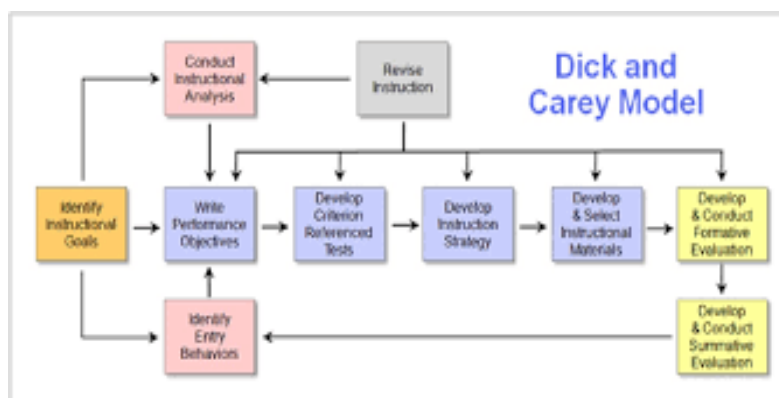 Conduct
Instructional
Analysis
Revise
Instruction
Dick and
Carey Model
Identify
Instructional
Goals
Write
Performance
Objectives
Develop
Criterion
Referenced
Tests
Develop
Instruction
Strategy
Develop
& Select
Instructional
Materials
Develop
& Conduct
Formative
Evaluation
Identify
Entry
Behaviors
Develop
& Conduct
Summative
Evaluation